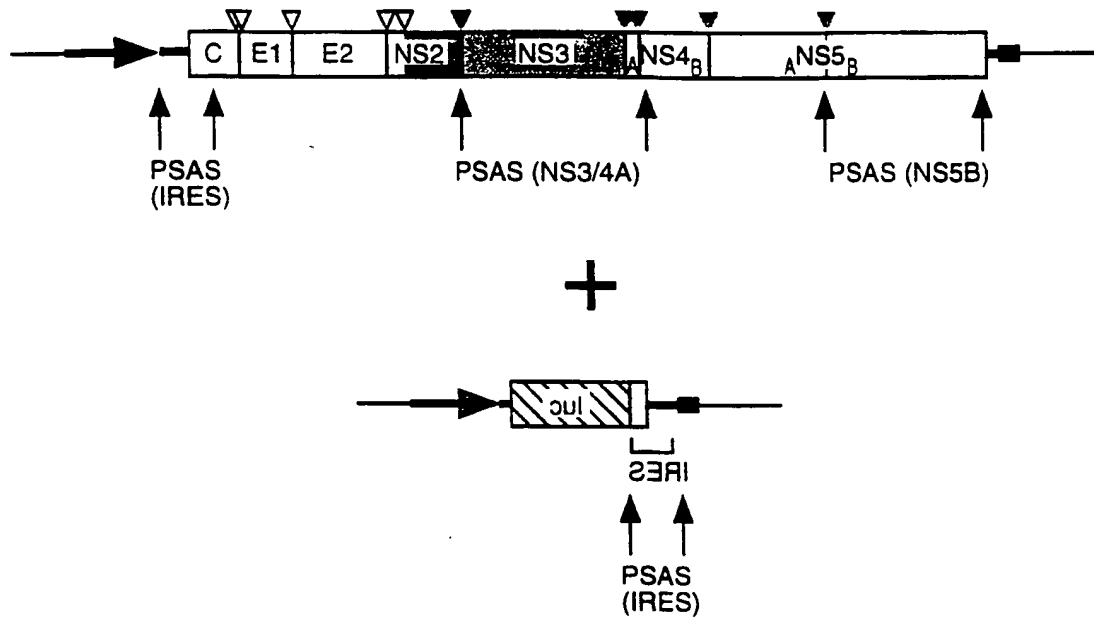 C E1 E2 NS2 NS3 A NS4B ANS5B
PSAS
(IRES)
PSAS (NS3/4A)
PSAS (NS5B)
+
luc
IRES
PSAS
(IRES)